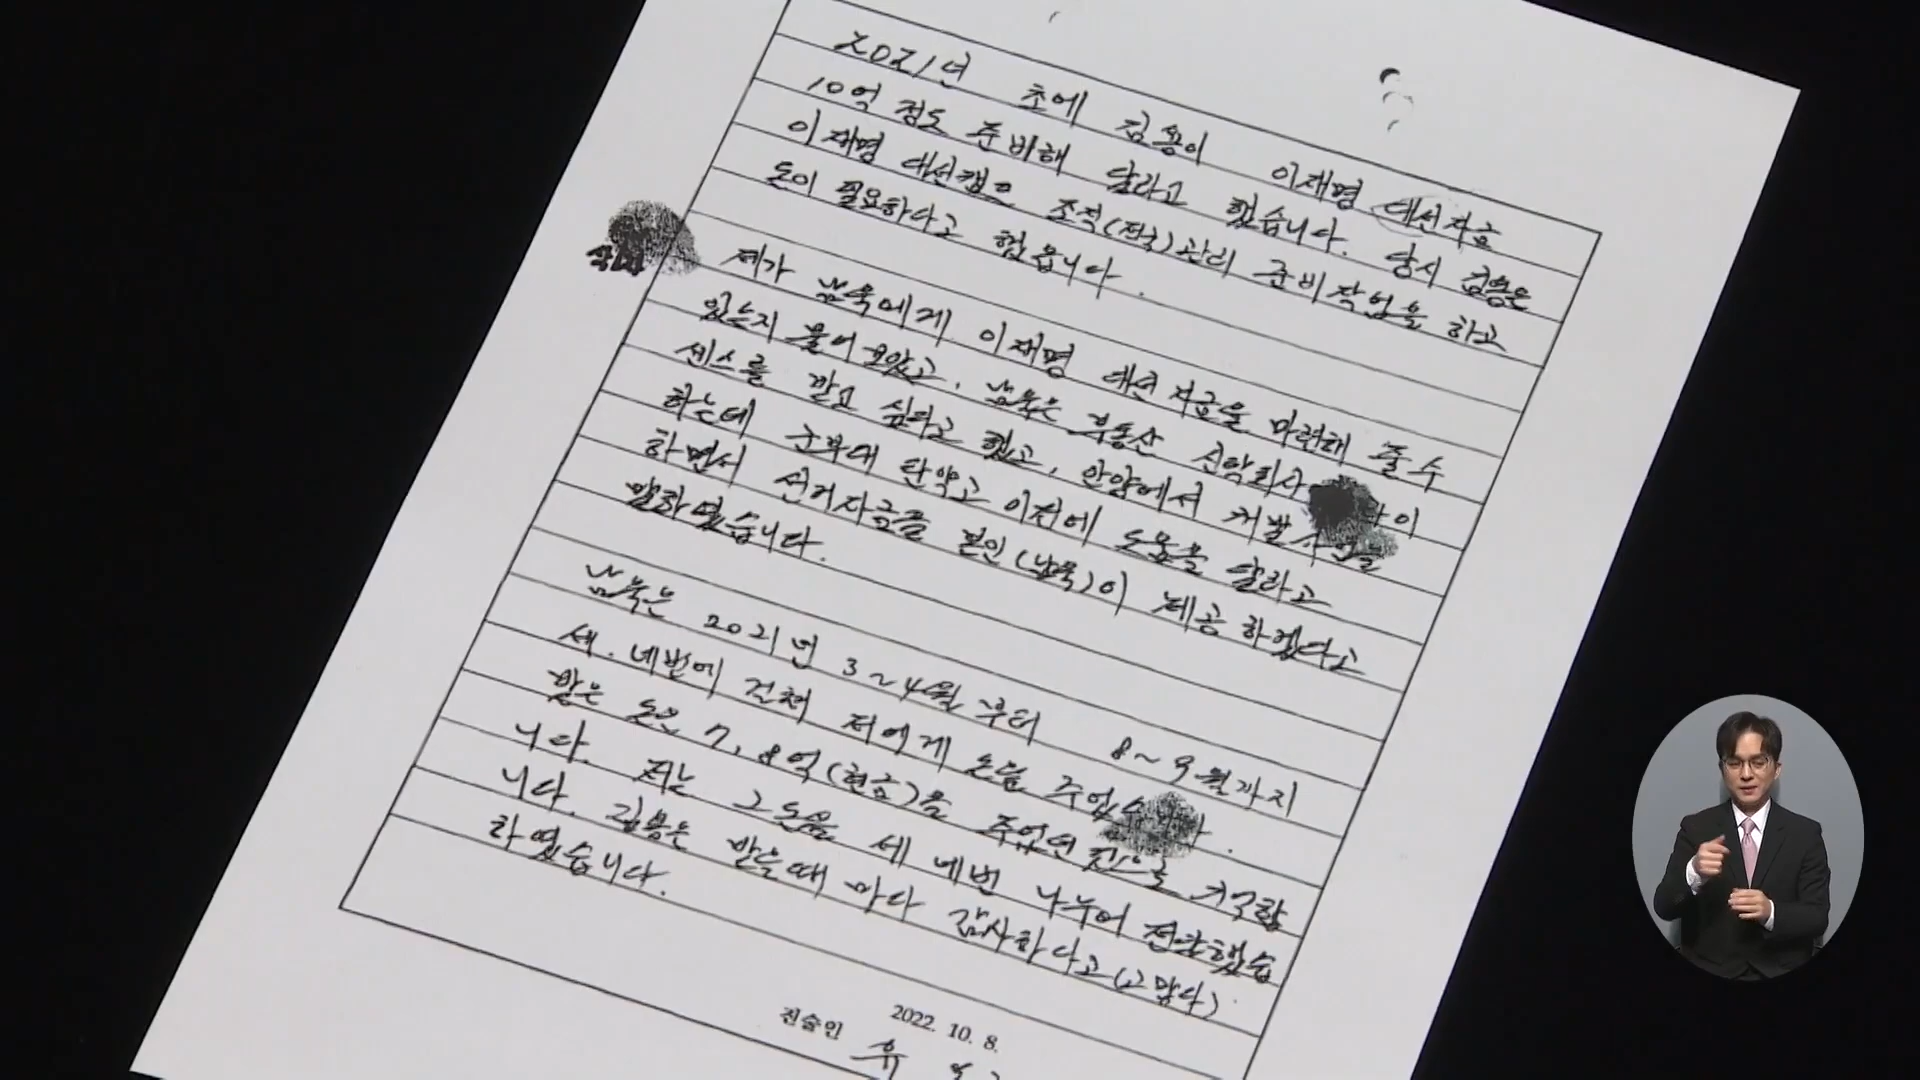 2021년 초에 김용이 이재명 대선자금
10억 정도 준비해 달라고 했습니다. 당시 김용은
이재명 대선캠프 조직(전국)관리 준비작업을 하고
돈이 필요하다고 했습니다.
제가 남욱에게 이재명 대선자금을 마련해 줄 수
있는지 물어보았고, 남욱은 부동산 신탁회사
센스를 깔고 싶다고 했고, 안양에서 개발사업을
하는데 군부대 탄약고 이전에 도움을 달라고
하면서 선거자금을 본인(남욱)이 제공하겠다고
말하였습니다.
남욱은 2021년 3~4월부터 8~9월까지
세, 네번에 걸쳐 저에게 돈을 주었습니다.
받은 돈은 7, 8억(현금)을 주었던 것으로 기억합
니다. 저는 그 돈을 세 네번 나누어 전달했습
니다. 김용은 받을때 마다 감사하다고(고맙다)
하였습니다.
2022. 10. 8.
진술인 유